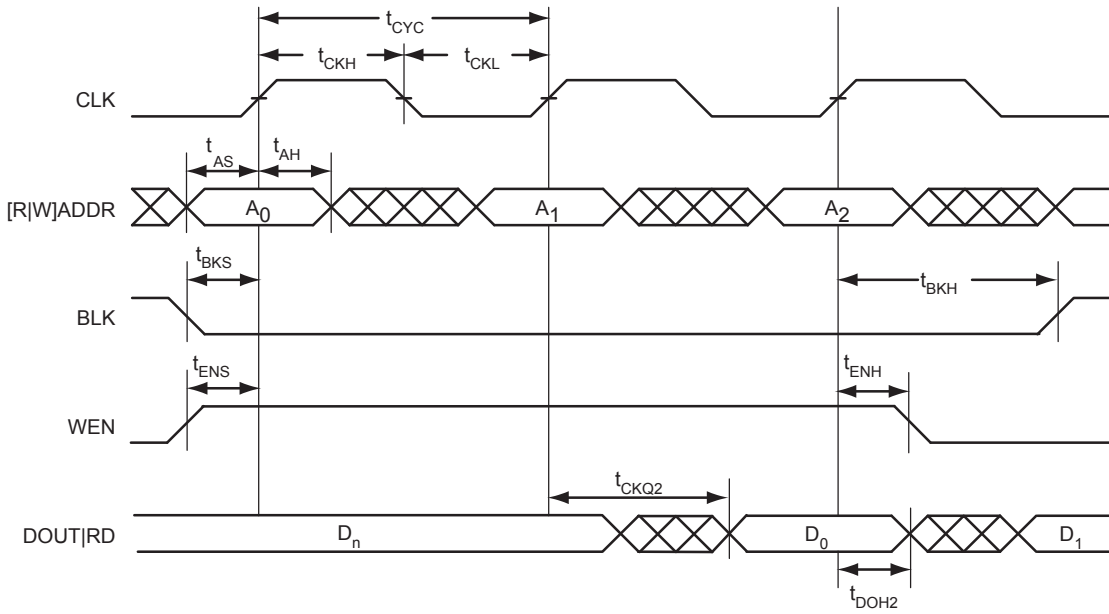 tCYC
tCKH tCKL
CLK
tAS tAH
[R|W]ADDR A0 A1 A2
tBKS tBKH
BLK
tENS tENH
WEN
tCKQ2
DOUT|RD Dn D0 D1
tDOH2